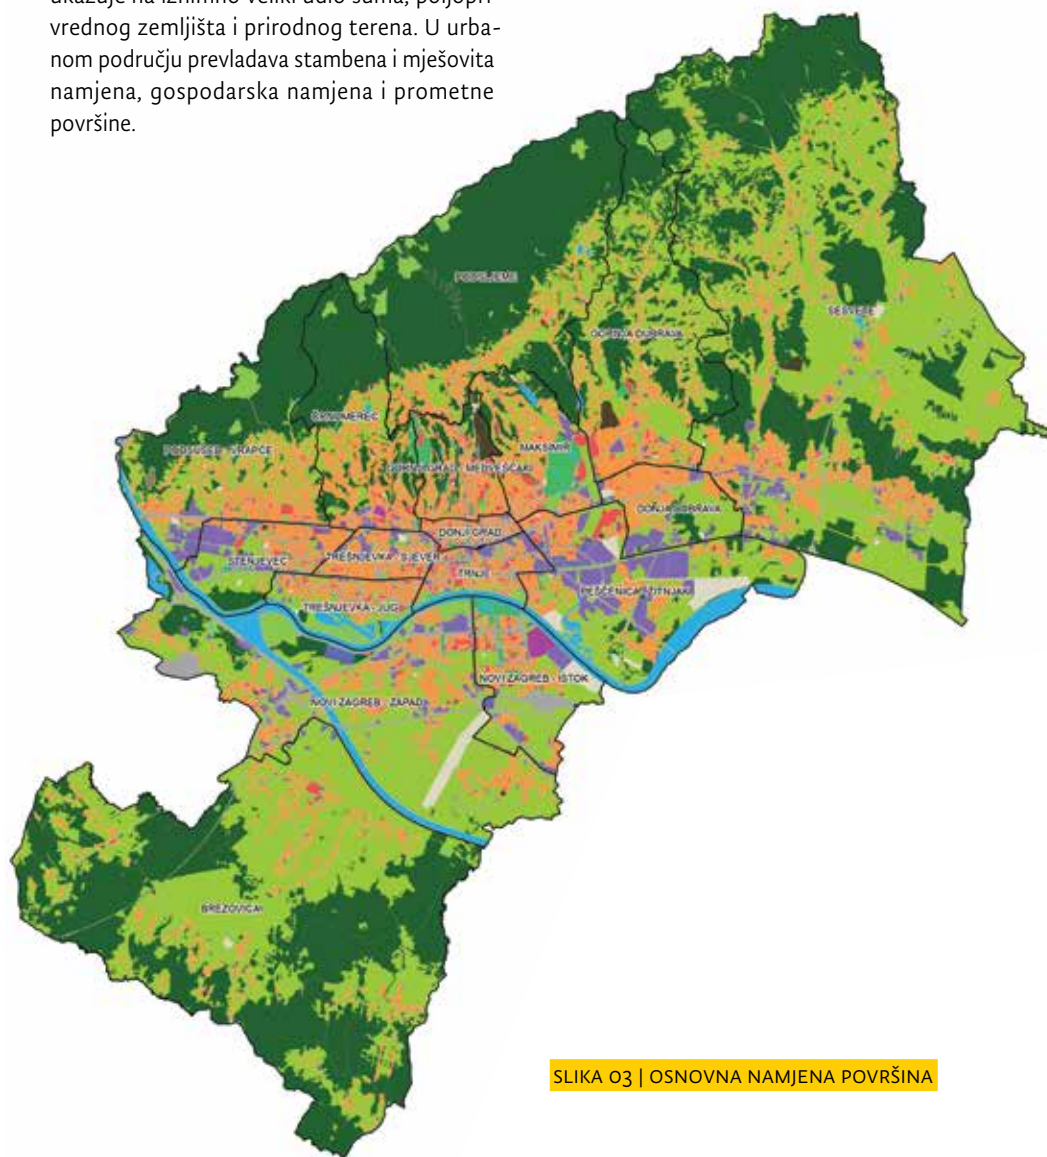 ukazuje na iznimno veliki udio šuma, poljopri-
vrednog zemljišta i prirodnog terena. U urba-
nom području prevladava stambena i mješovita
namjena, gospodarska namjena i prometne
površine.
PODSLJEME
SESVETE
GORNJA DUBRAVA
ČRNOMEREC
PODSUSED - VRAPČE
MAKSIMIR
GORNJI GRAD - MEDVEŠČAK
DONJA DUBRAVA
DONJI GRAD
STENJEVEC
TREŠNJEVKA - SJEVER
TRNJE
PEŠČENICA - ŽITNJAK
TREŠNJEVKA - JUG
NOVI ZAGREB - ISTOK
NOVI ZAGREB - ZAPAD
BREZOVICA
SLIKA 03 | OSNOVNA NAMJENA POVRŠINA